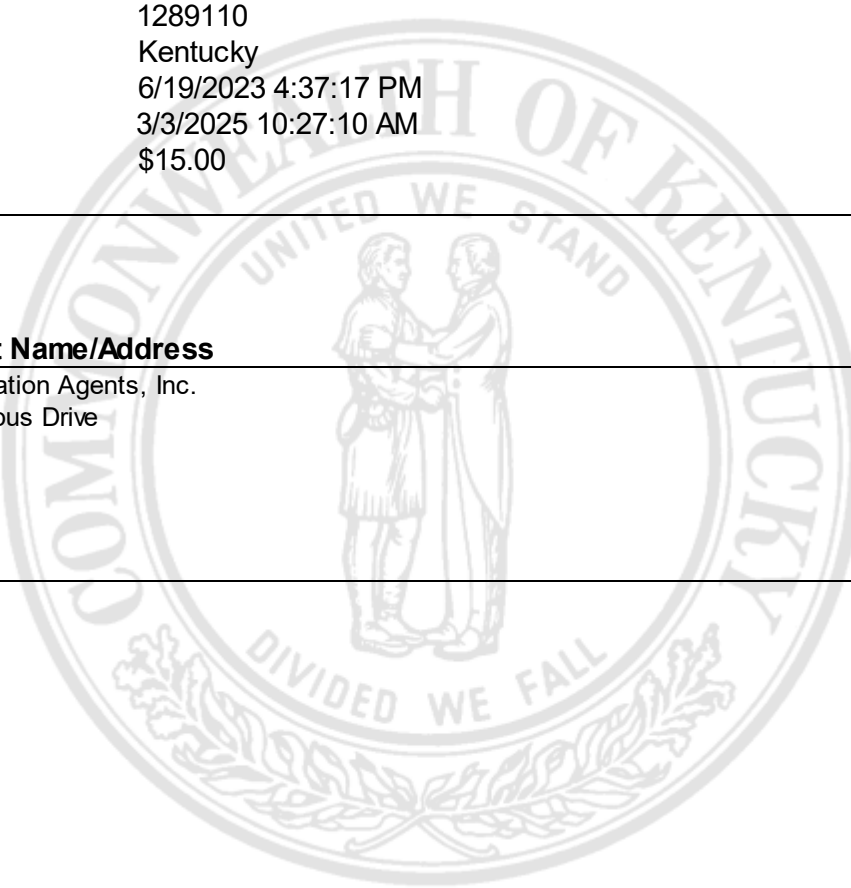 1289110
Kentucky
6/19/2023 4:37:17 PM
3/3/2025 10:27:10 AM
$15.00
COMMONWEALTH OF KENTUCKY
UNITED WE STAND
Name/Address
ation Agents, Inc.
ous Drive
DIVIDED WE FALL